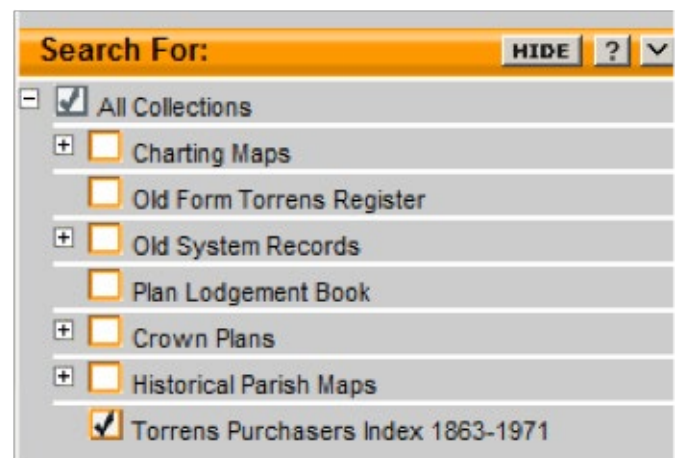 Search For: HIDE ?
All Collections
Charting Maps
Old Form Torrens Register
Old System Records
Plan Lodgement Book
Crown Plans
Historical Parish Maps
Torrens Purchasers Index 1863-1971